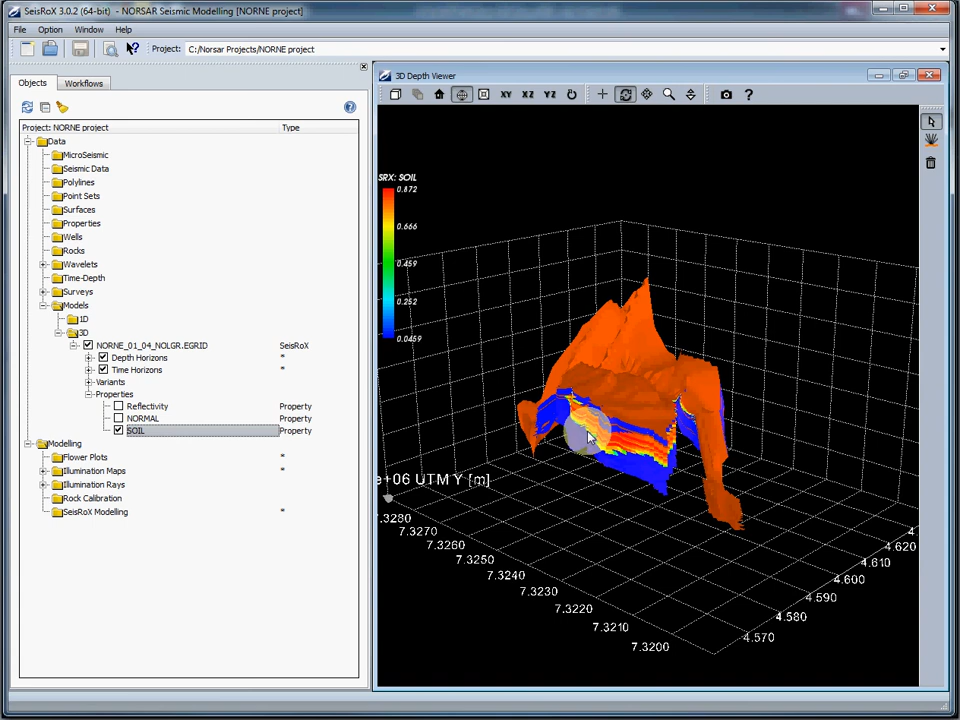 SeisRoX 3.0.2 (64-bit) - NORSAR Seismic Modelling [NORNE project]
File Option Window Help
Project: C:/Norsar Projects/NORNE project
Objects Workflows
Project: NORNE project Type
Data
MicroSeismic
Seismic Data
Polylines
Point Sets
Surfaces
Properties
Wells
Rocks
Wavelets
Time-Depth
Surveys
Models
1D
3D
NORNE_01_04_NOLGR.EGRID SeisRoX
Depth Horizons *
Time Horizons *
Variants
Properties
Reflectivity Property
NORMAL Property
SOIL Property
Modelling
Flower Plots *
Illumination Maps *
Illumination Rays *
Rock Calibration
SeisRoX Modelling *
3D Depth Viewer
XY XZ YZ
SRX: SOIL
0.872
0.666
0.459
0.252
0.0459
e+06 UTM Y [m]
7.3280
7.3270
7.3260
7.3250
7.3240
7.3230
7.3220
7.3210
7.3200
4.570
4.580
4.590
4.600
4.610
4.620
4.